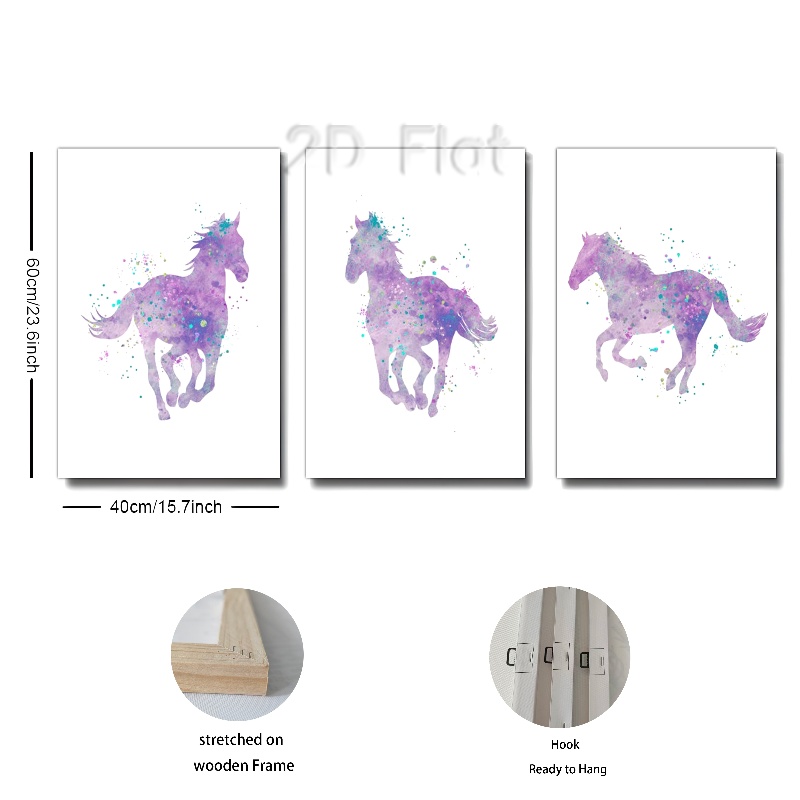 2D Flat
60cm/23.6inch
40cm/15.7inch
stretched on
wooden Frame
Hook
Ready to Hang